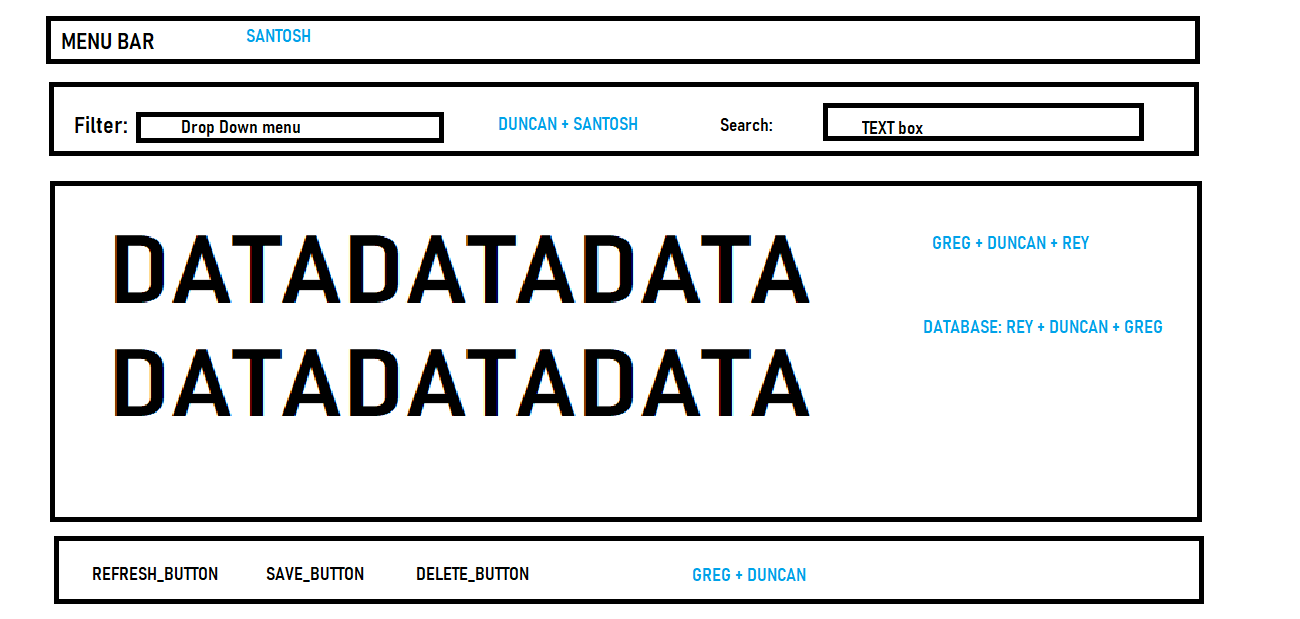 MENU BAR SANTOSH
Filter: Drop Down menu DUNCAN + SANTOSH Search: TEXT box
DATADATADATA GREG + DUNCAN + REY
DATABASE: REY + DUNCAN + GREG
DATADATADATA
REFRESH_BUTTON SAVE_BUTTON DELETE_BUTTON GREG + DUNCAN